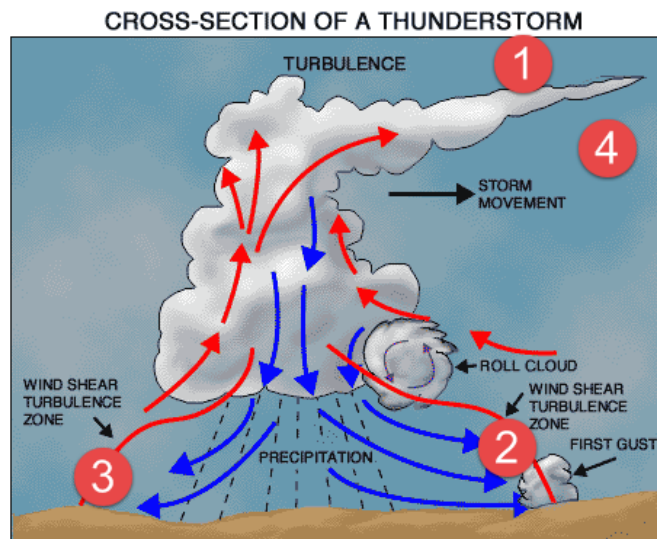 CROSS-SECTION OF A THUNDERSTORM
TURBULENCE
1
4
STORM
MOVEMENT
ROLL CLOUD
WIND SHEAR
TURBULENCE
ZONE
WIND SHEAR
TURBULENCE
ZONE
2
FIRST GUST
3
PRECIPITATION